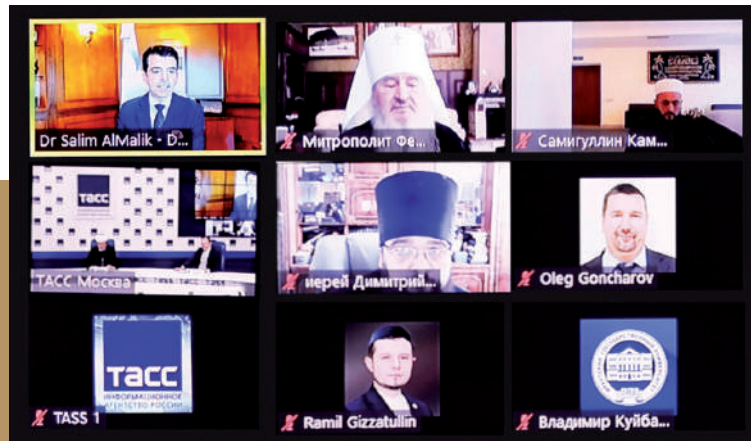 Dr Salim AlMalik - D...
Митрополит Фе...
Самигуллин Кам...
ТАСС
ТАСС Москва
иерей Димитрий...
Oleg Goncharov
ТАСС
ИНФОРМАЦИОННОЕ
АГЕНТСТВО РОССИИ
TASS 1
Ramil Gizzatullin
Владимир Куйба...